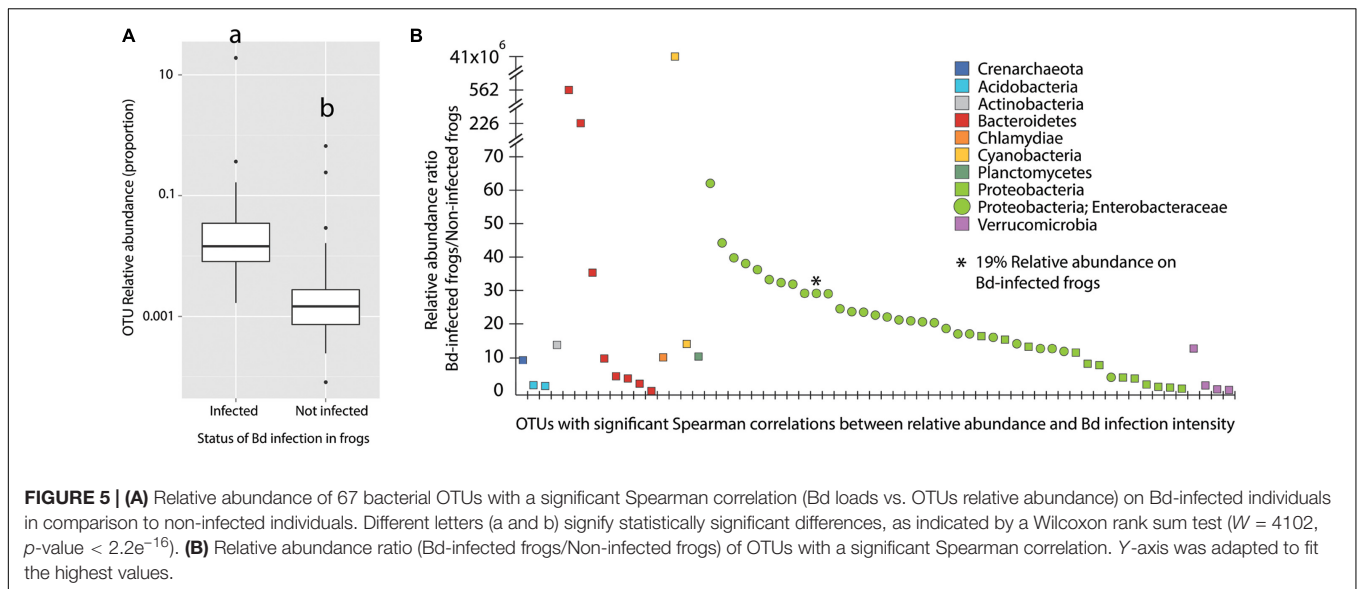 A
a
b
10
0.1
0.001
OTU Relative abundance (proportion)
Infected
Not infected
Status of Bd infection in frogs
B
41x10^6
562
226
70
60
50
40
30
20
10
0
Relative abundance ratio
Bd-infected frogs/Non-infected frogs
*
OTUs with significant Spearman correlations between relative abundance and Bd infection intensity
Crenarchaeota
Acidobacteria
Actinobacteria
Bacteroidetes
Chlamydiae
Cyanobacteria
Planctomycetes
Proteobacteria
Proteobacteria; Enterobacteraceae
Verrucomicrobia
* 19% Relative abundance on
Bd-infected frogs
FIGURE 5 | (A) Relative abundance of 67 bacterial OTUs with a significant Spearman correlation (Bd loads vs. OTUs relative abundance) on Bd-infected individuals
in comparison to non-infected individuals. Different letters (a and b) signify statistically significant differences, as indicated by a Wilcoxon rank sum test (W = 4102,
p-value < 2.2e⁻¹⁶). (B) Relative abundance ratio (Bd-infected frogs/Non-infected frogs) of OTUs with a significant Spearman correlation. Y-axis was adapted to fit
the highest values.